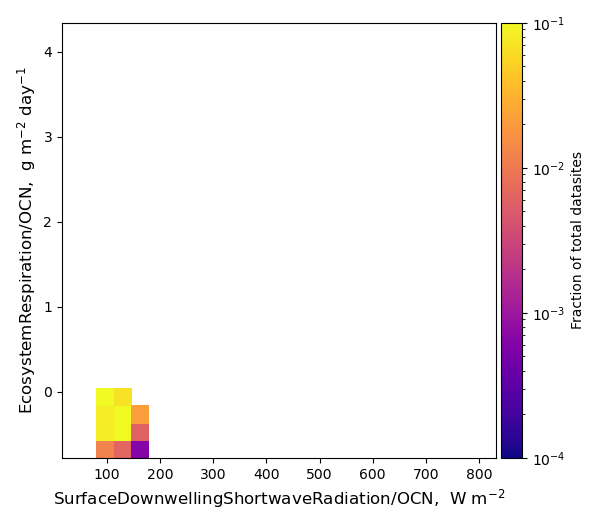 4
3
2
1
0
EcosystemRespiration/OCN, g m⁻² day⁻¹
100 200 300 400 500 600 700 800
SurfaceDownwellingShortwaveRadiation/OCN, W m⁻²
10⁻¹
10⁻²
10⁻³
10⁻⁴
Fraction of total datasites